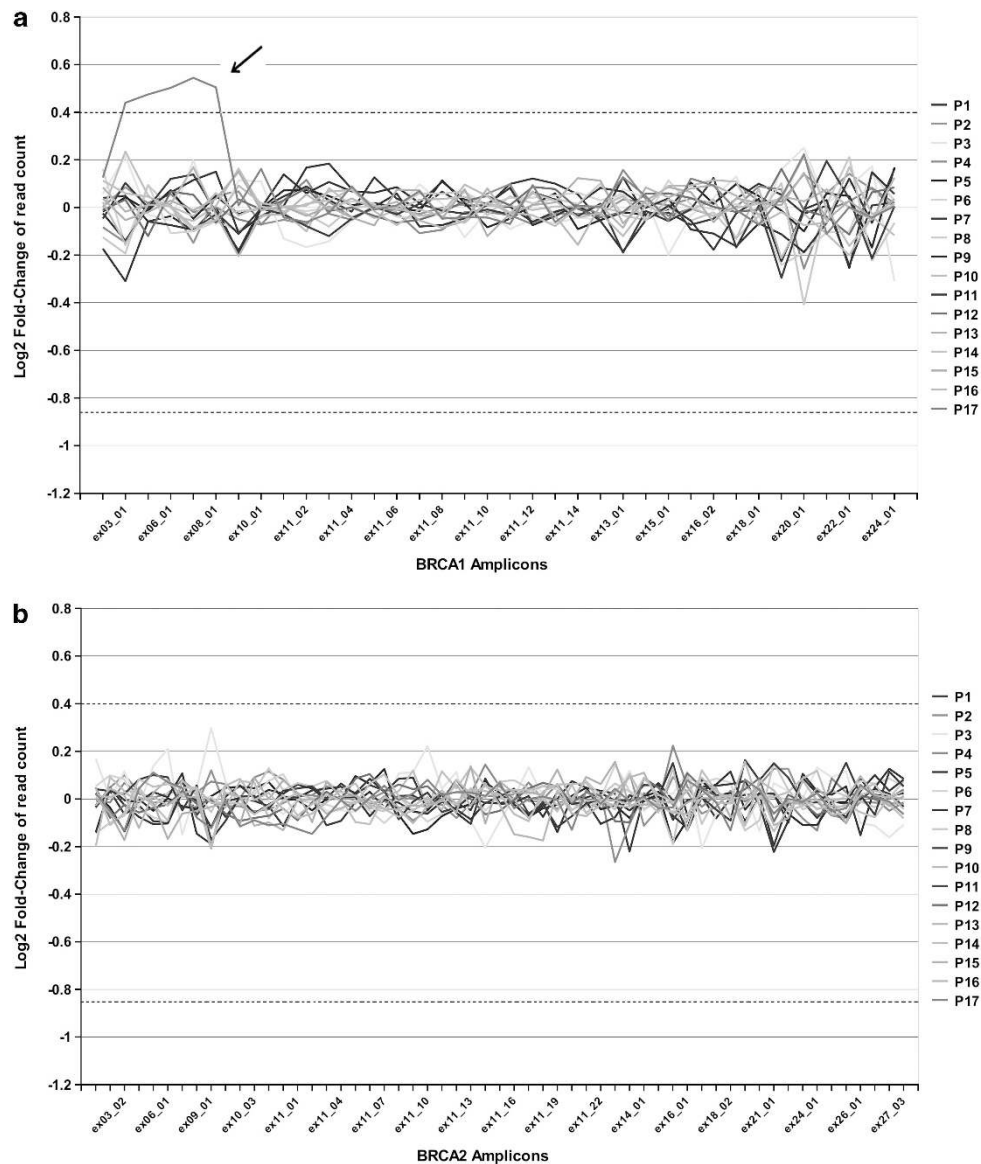 a
0.8
0.6
0.4
0.2
0
-0.2
-0.4
-0.6
-0.8
-1
-1.2
Log2 Fold-Change of read count
ex03_01
ex06_01
ex08_01
ex10_01
ex11_02
ex11_04
ex11_06
ex11_08
ex11_10
ex11_12
ex11_14
ex13_01
ex15_01
ex16_02
ex18_01
ex20_01
ex22_01
ex24_01
BRCA1 Amplicons
P1
P2
P3
P4
P5
P6
P7
P8
P9
P10
P11
P12
P13
P14
P15
P16
P17
b
0.8
0.6
0.4
0.2
0
-0.2
-0.4
-0.6
-0.8
-1
-1.2
Log2 Fold-Change of read count
ex03_02
ex06_01
ex09_01
ex10_03
ex11_01
ex11_04
ex11_07
ex11_10
ex11_13
ex11_16
ex11_19
ex11_22
ex14_01
ex16_01
ex18_02
ex21_01
ex24_01
ex26_01
ex27_03
BRCA2 Amplicons
P1
P2
P3
P4
P5
P6
P7
P8
P9
P10
P11
P12
P13
P14
P15
P16
P17